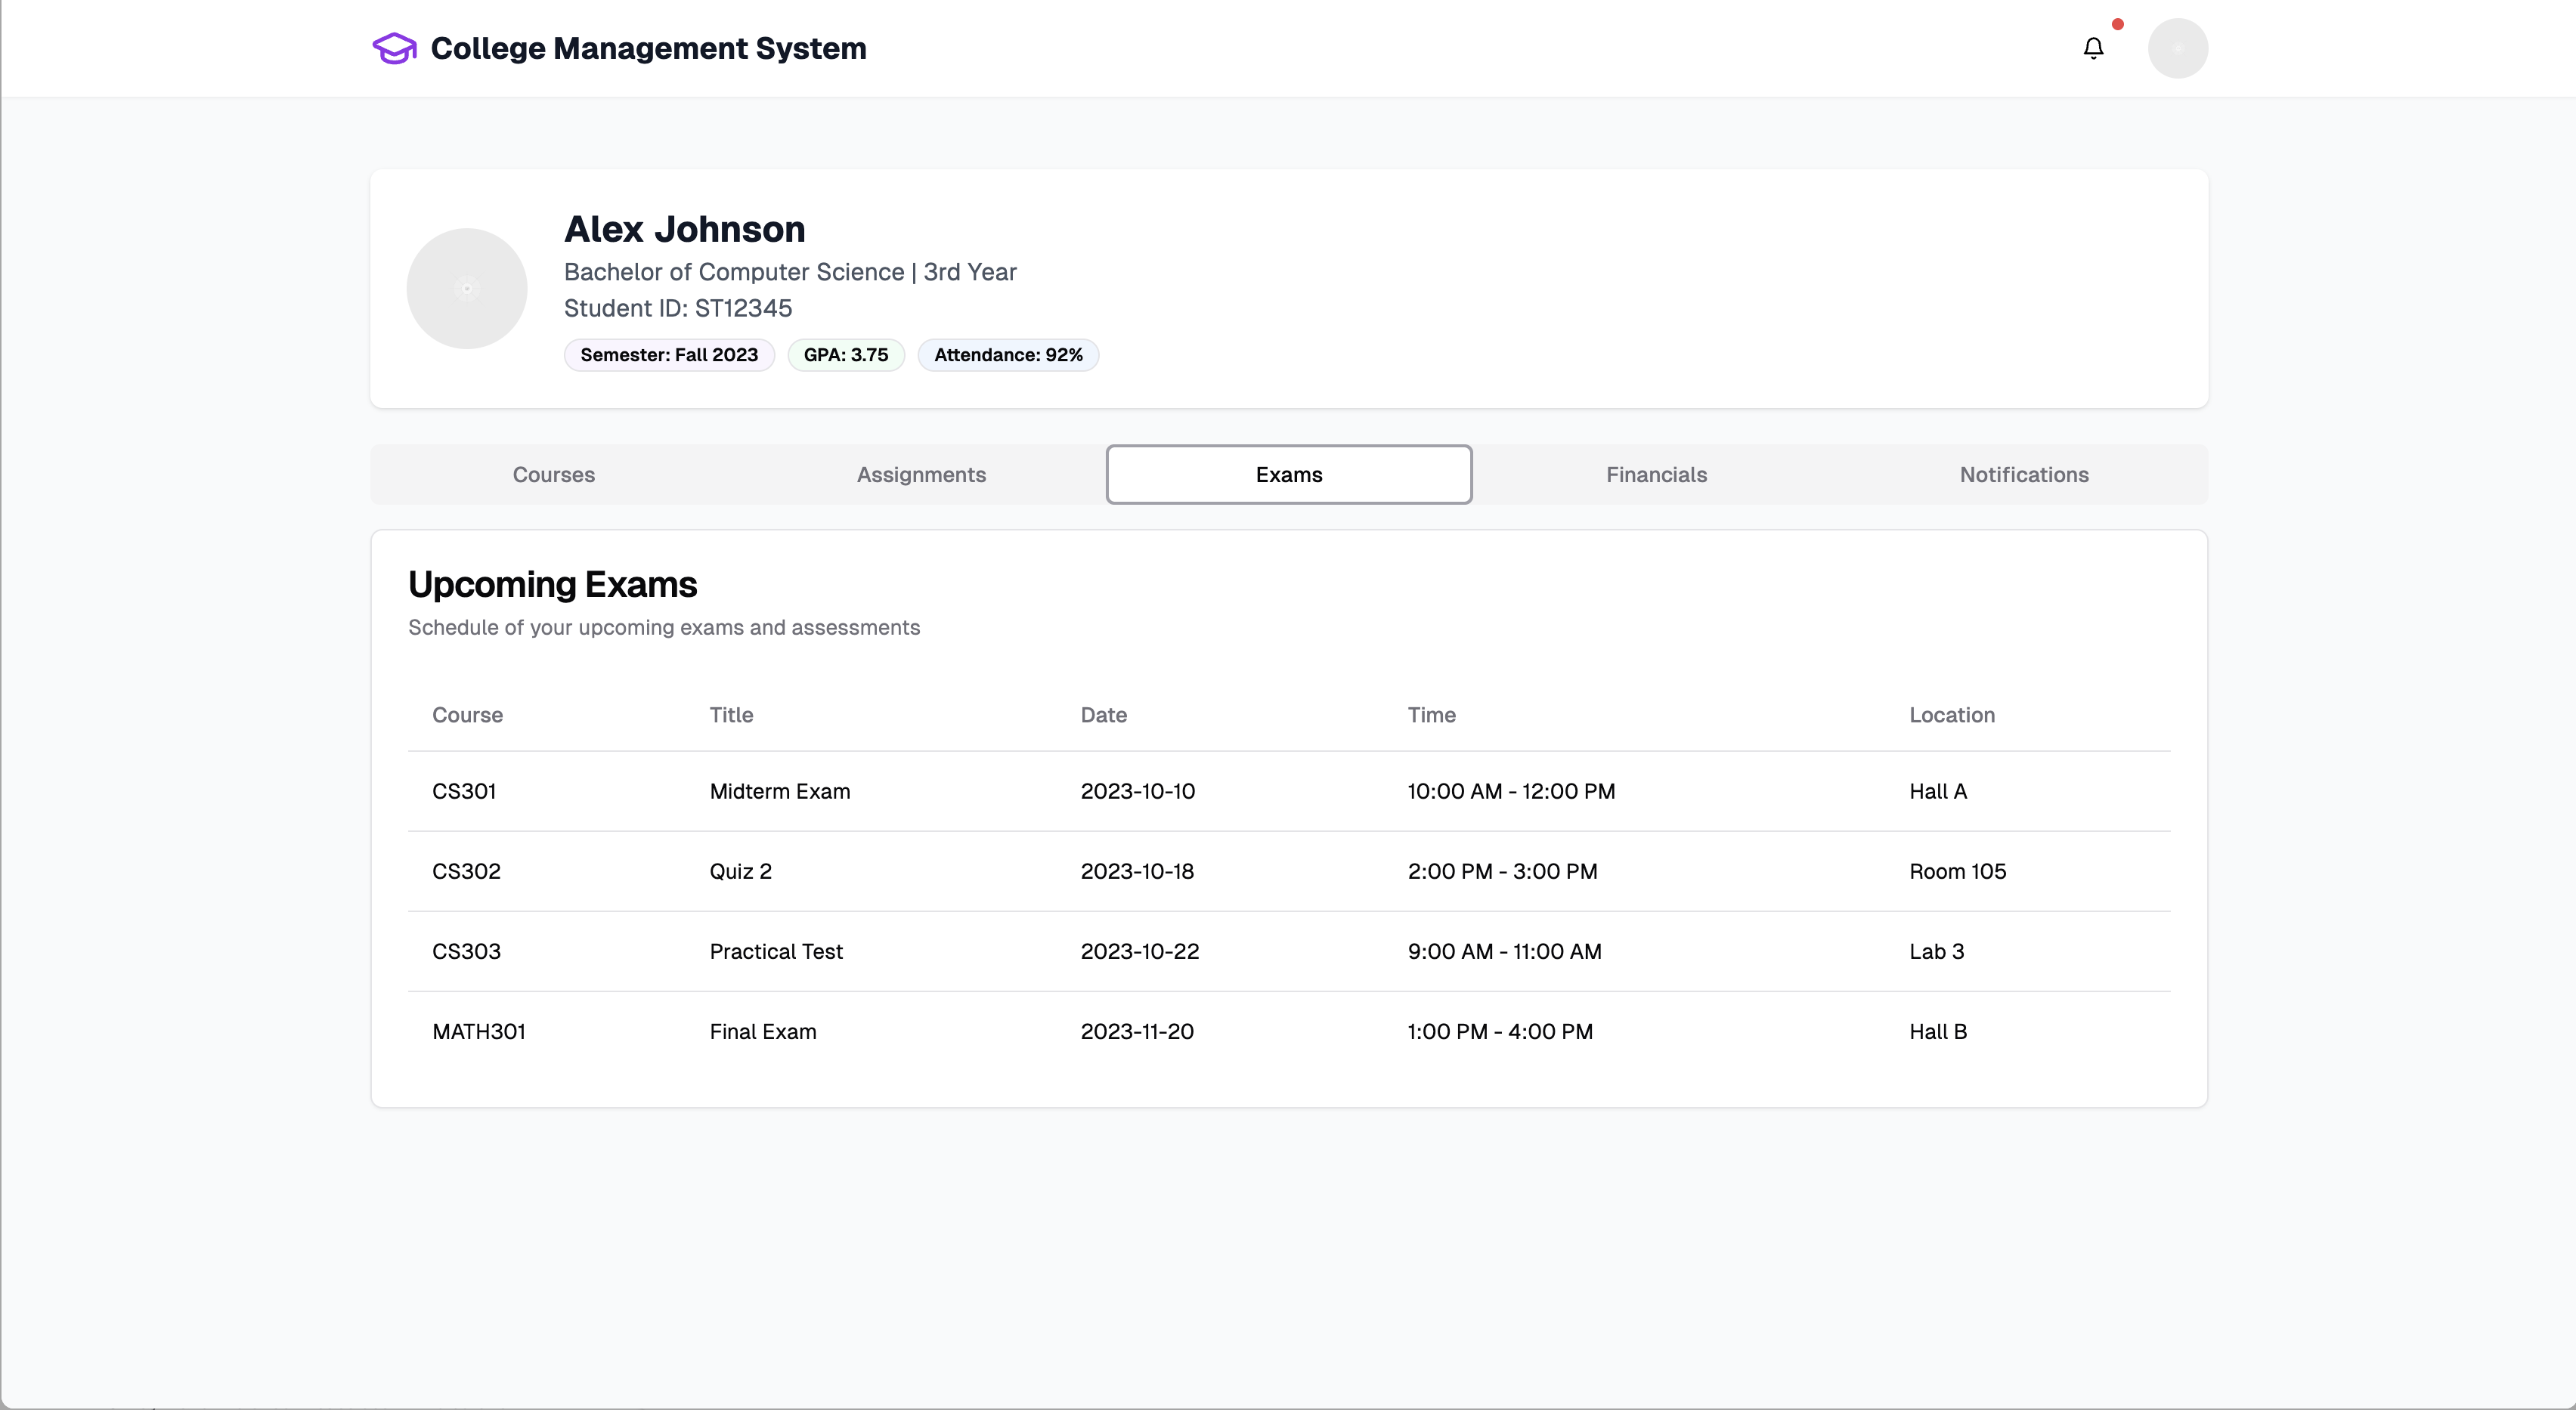 College Management System
Alex Johnson
Bachelor of Computer Science | 3rd Year
Student ID: ST12345
Semester: Fall 2023 GPA: 3.75 Attendance: 92%
Courses Assignments Exams Financials Notifications
Upcoming Exams
Schedule of your upcoming exams and assessments
Course Title Date Time Location
CS301 Midterm Exam 2023-10-10 10:00 AM - 12:00 PM Hall A
CS302 Quiz 2 2023-10-18 2:00 PM - 3:00 PM Room 105
CS303 Practical Test 2023-10-22 9:00 AM - 11:00 AM Lab 3
MATH301 Final Exam 2023-11-20 1:00 PM - 4:00 PM Hall B